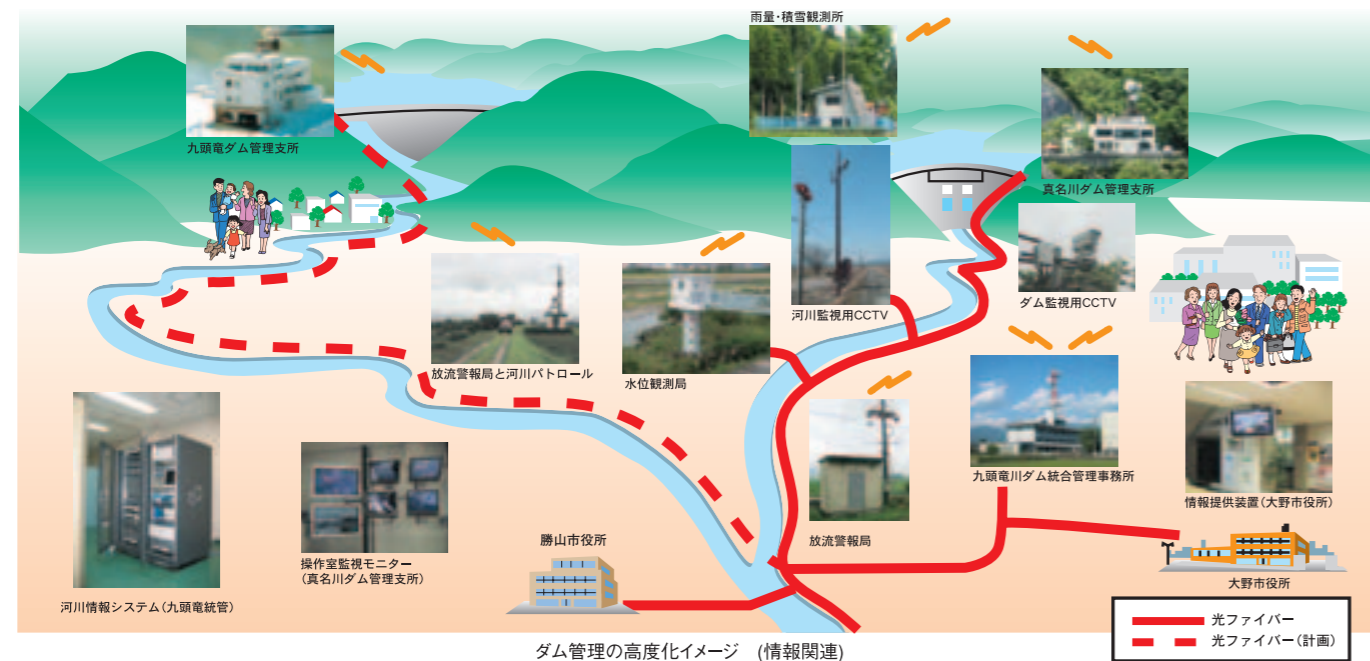 雨量・積雪観測所
九頭竜ダム管理支所
真名川ダム管理支所
ダム監視用CCTV
河川監視用CCTV
放流警報局と河川パトロール
水位観測局
九頭竜川ダム統合管理事務所
情報提供装置(大野市役所)
放流警報局
勝山市役所
操作室監視モニター
(真名川ダム管理支所)
大野市役所
河川情報システム(九頭竜統管)
光ファイバー
光ファイバー(計画)
ダム管理の高度化イメージ (情報関連)